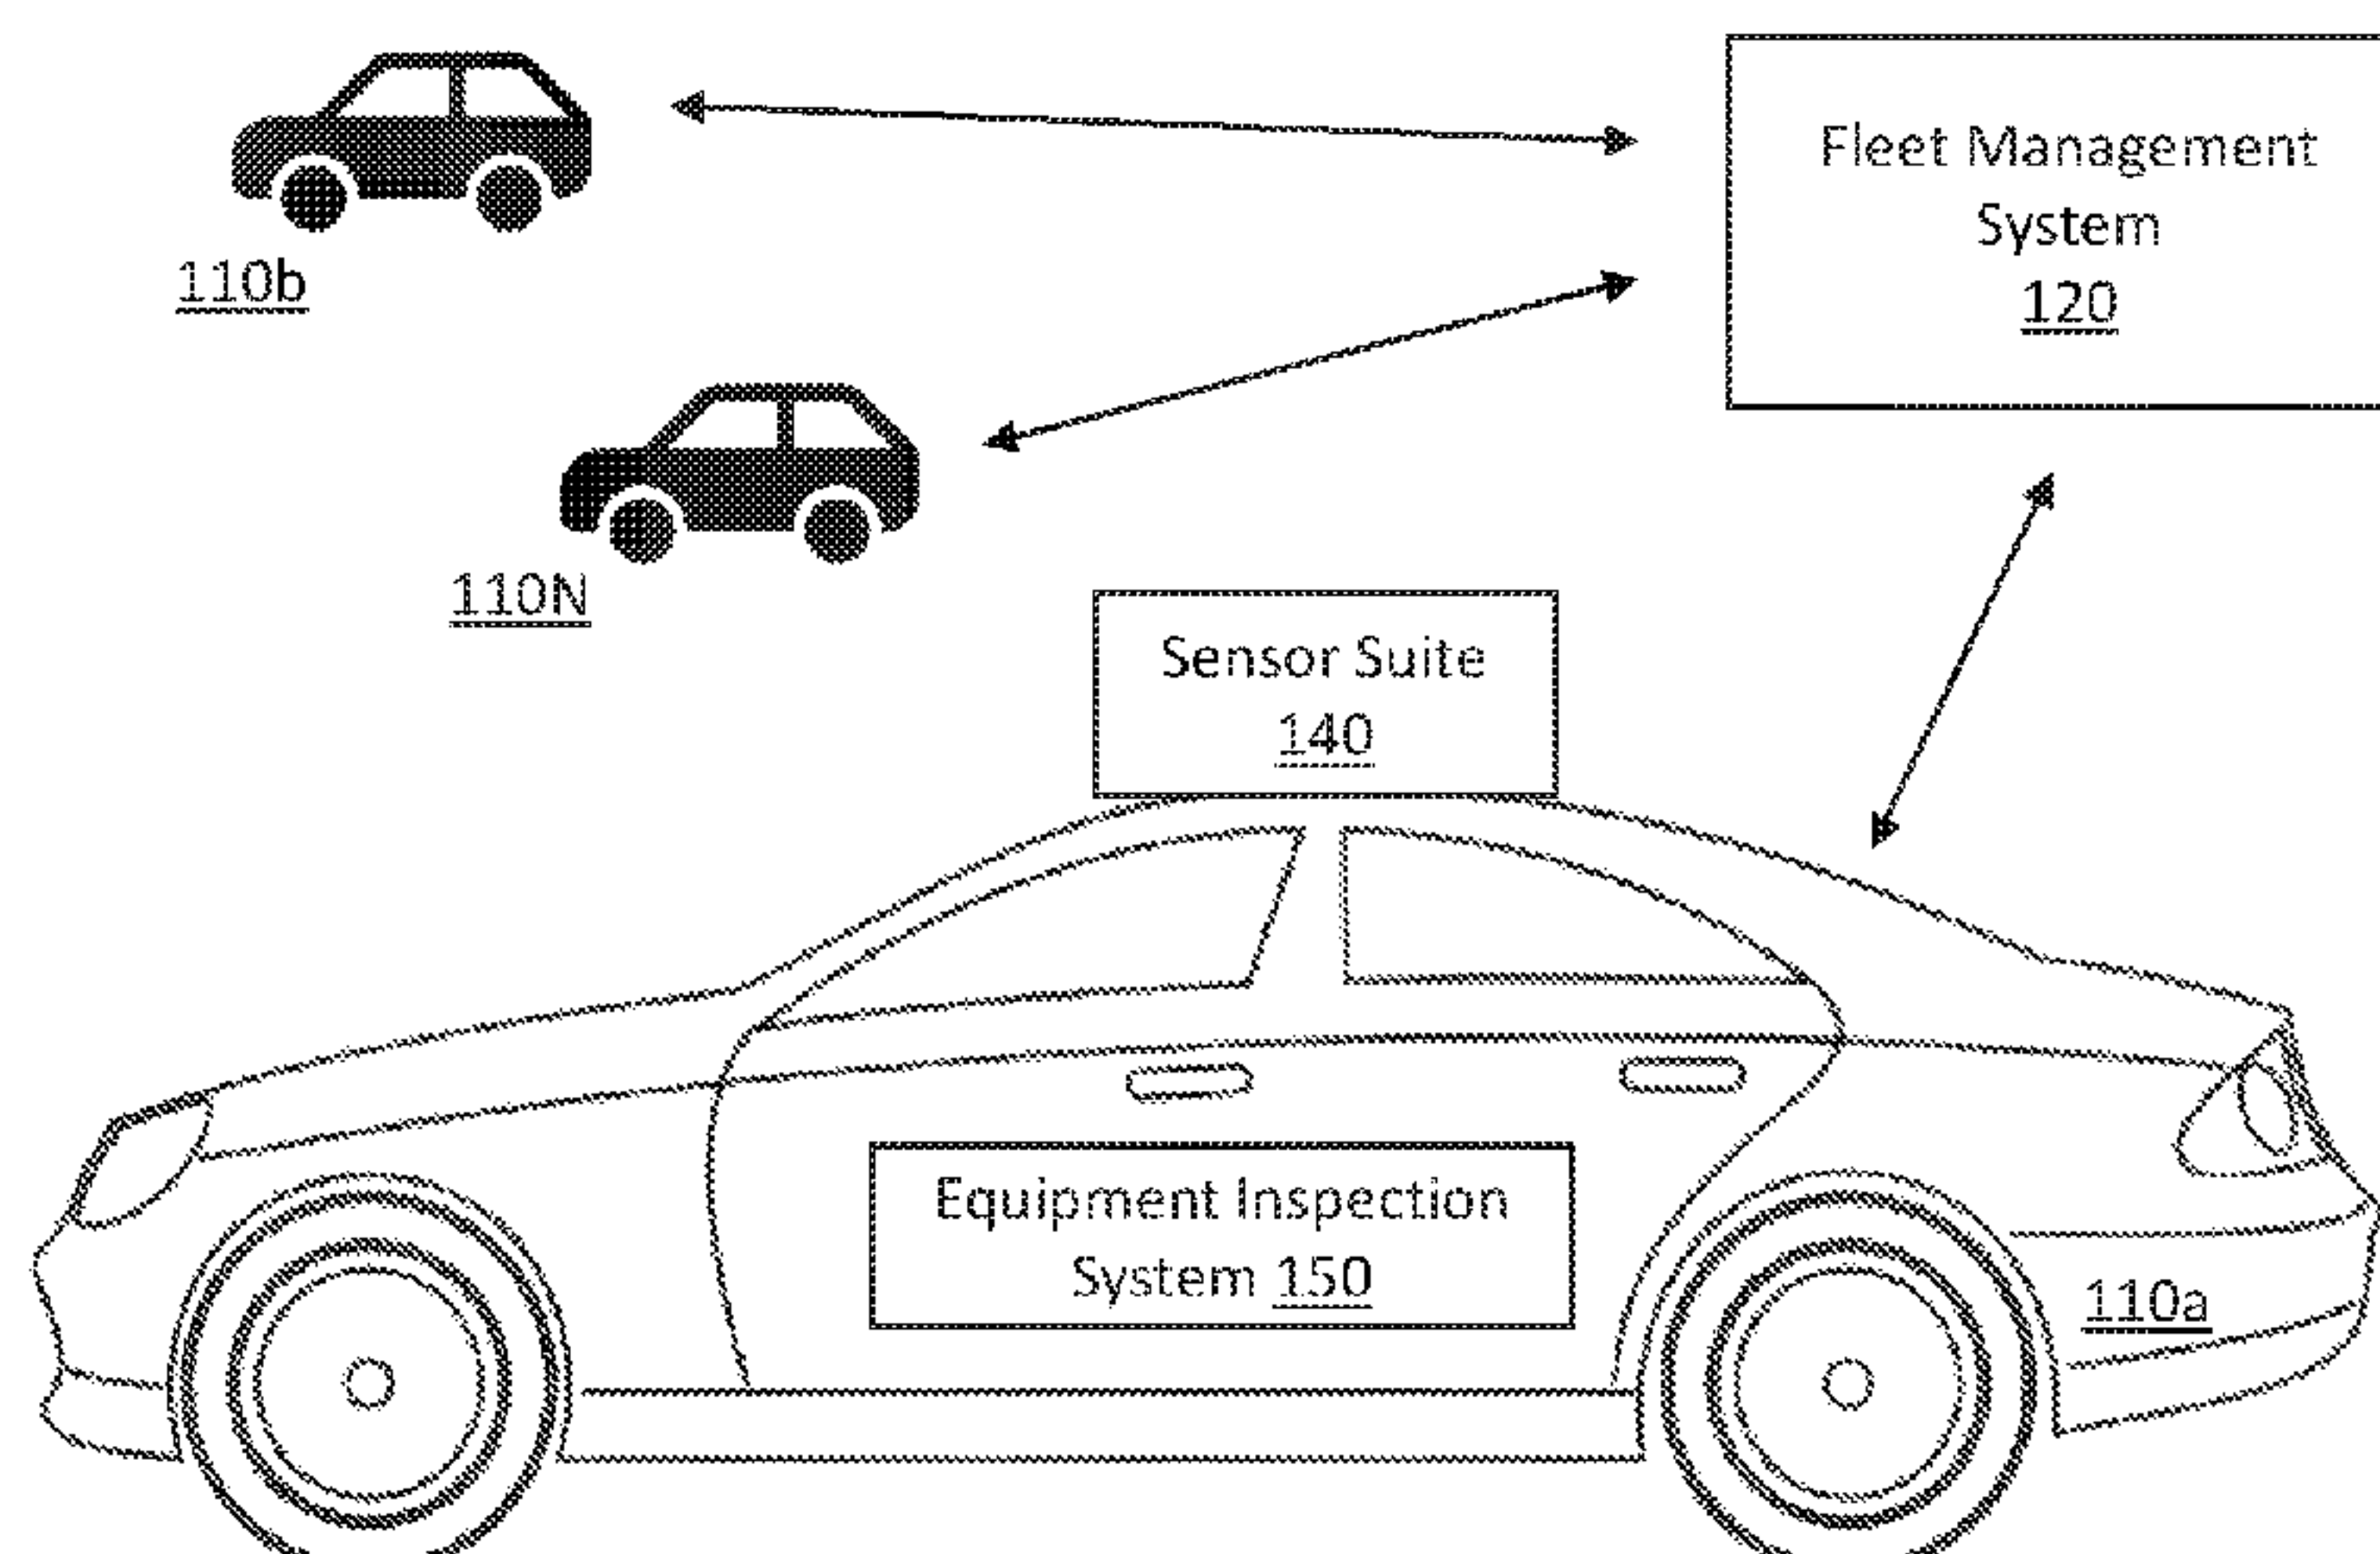 Fleet Management
System
120
110b
110N
Sensor Suite
140
Equipment Inspection
System 150
110a